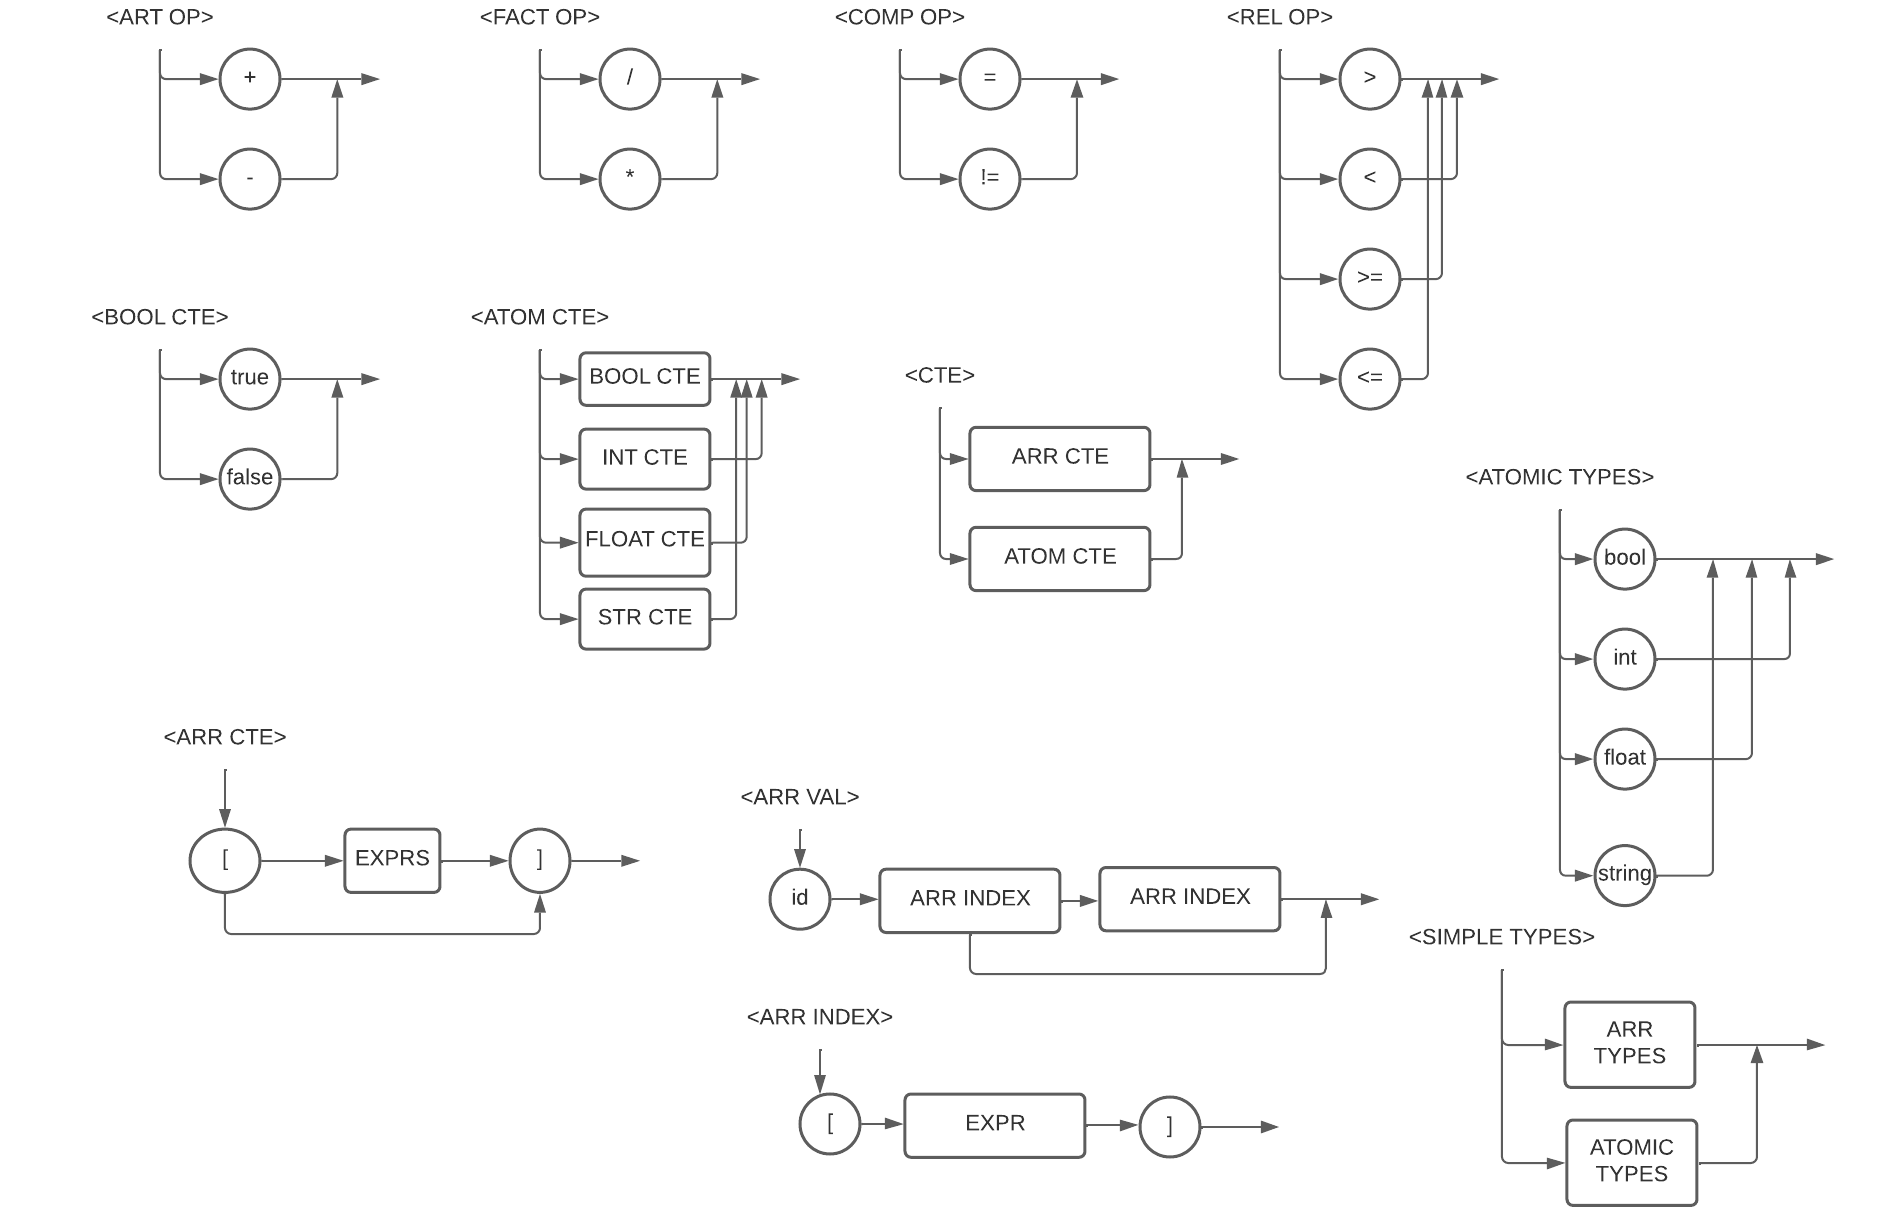 <ART OP>
+
-
<FACT OP>
/
*
<COMP OP>
=
!=
<REL OP>
>
<
>=
<=
<BOOL CTE>
true
false
<ATOM CTE>
BOOL CTE
INT CTE
FLOAT CTE
STR CTE
<CTE>
ARR CTE
ATOM CTE
<ATOMIC TYPES>
bool
int
float
string
<ARR CTE>
[
EXPRS
]
<ARR VAL>
id
ARR INDEX
ARR INDEX
<ARR INDEX>
[
EXPR
]
<SIMPLE TYPES>
ARR
TYPES
ATOMIC
TYPES